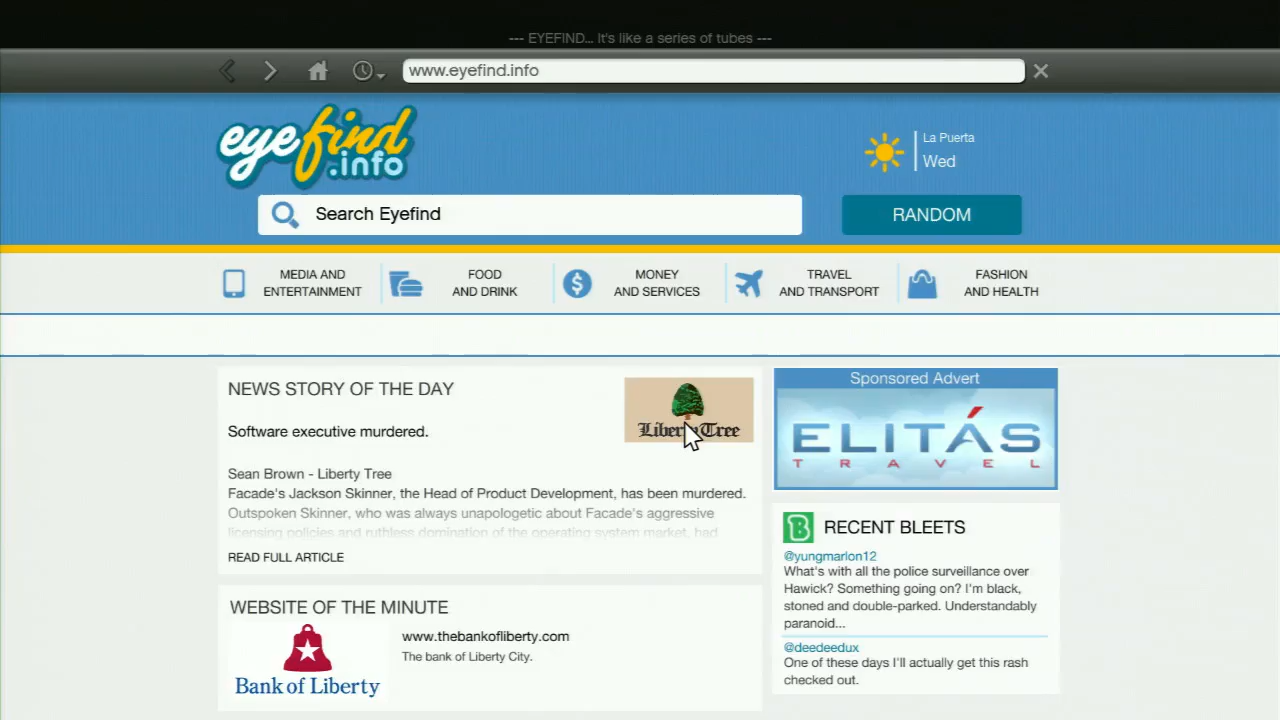 --- EYEFIND... It's like a series of tubes ---
www.eyefind.info
eyefind
.info
La Puerta
Wed
Search Eyefind
RANDOM
MEDIA AND
ENTERTAINMENT
FOOD
AND DRINK
MONEY
AND SERVICES
TRAVEL
AND TRANSPORT
FASHION
AND HEALTH
NEWS STORY OF THE DAY
Liberty Tree
Software executive murdered.
Sean Brown - Liberty Tree
Facade's Jackson Skinner, the Head of Product Development, has been murdered.
Outspoken Skinner, who was always unapologetic about Facade's aggressive
licensing policies and ruthless domination of the operating system market, had
READ FULL ARTICLE
WEBSITE OF THE MINUTE
Bank of Liberty
www.thebankofliberty.com
The bank of Liberty City.
Sponsored Advert
ELITÁS
TRAVEL
B
RECENT BLEETS
@yungmarlon12
What's with all the police surveillance over
Hawick? Something going on? I'm black,
stoned and double-parked. Understandably
paranoid...
@deedeedux
One of these days I'll actually get this rash
checked out.